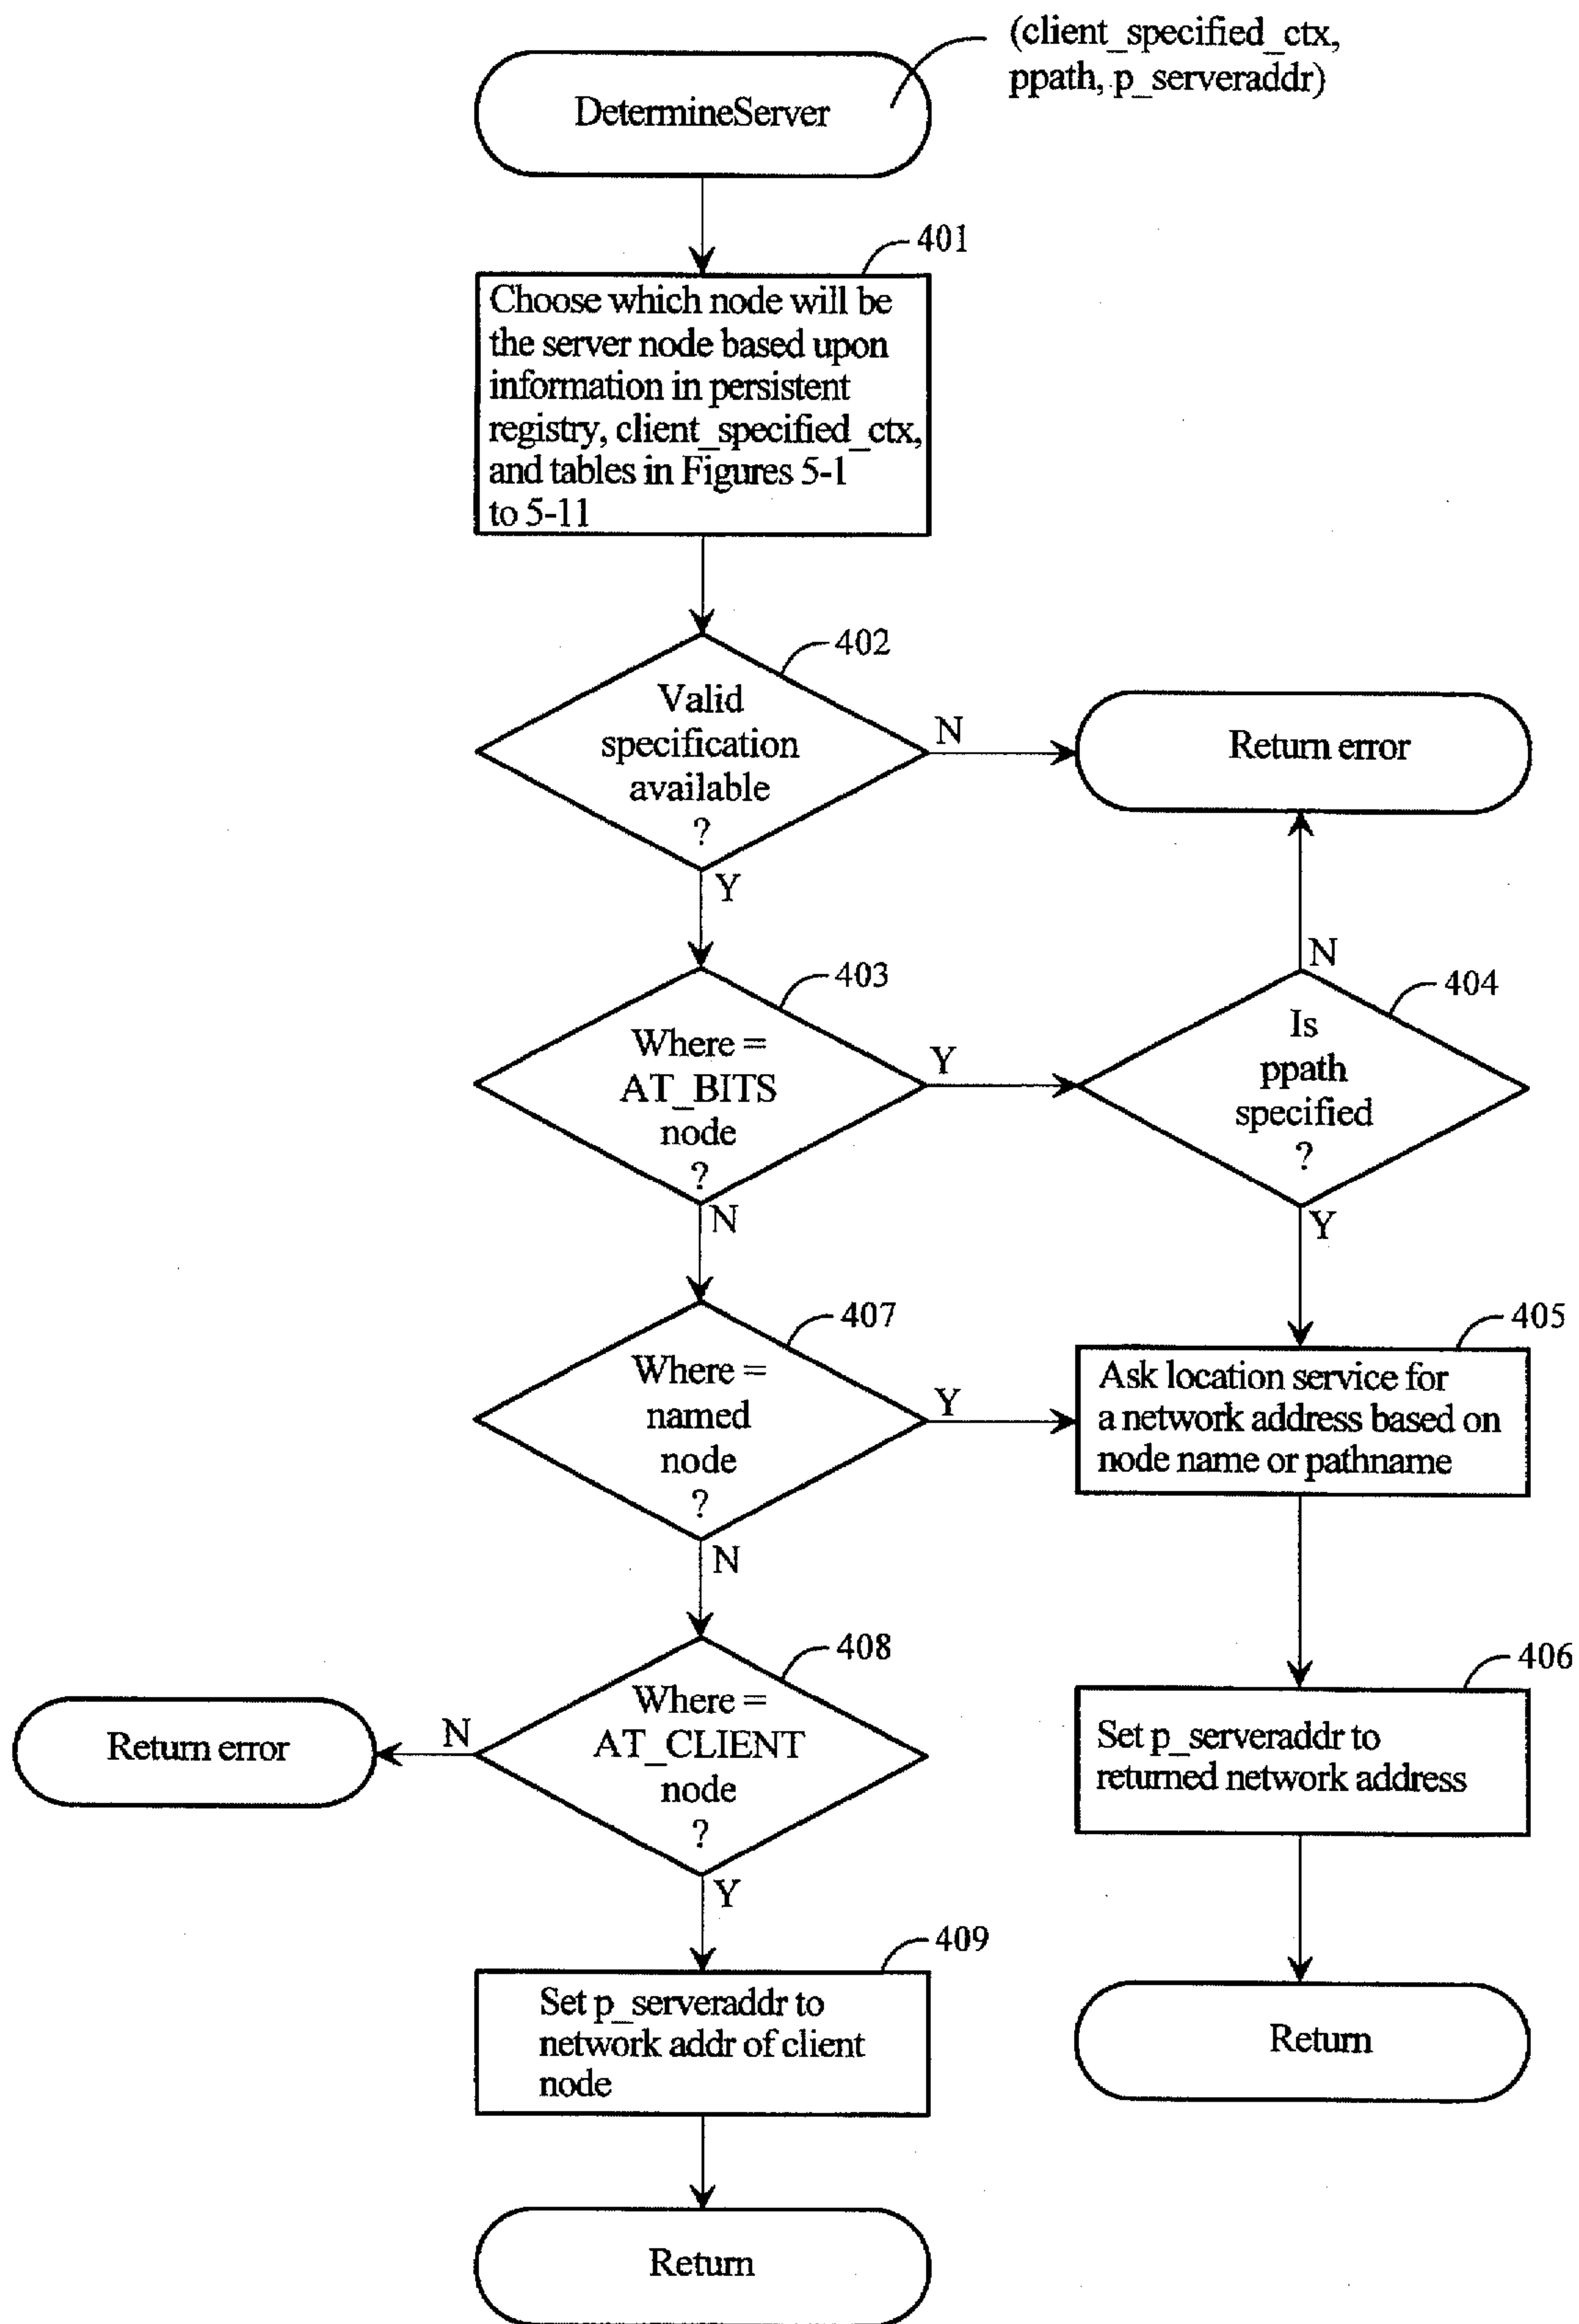 (client_specified_ctx,
ppath, p_serveraddr)
DetermineServer
401
Choose which node will be
the server node based upon
information in persistent
registry, client_specified_ctx,
and tables in Figures 5-1
to 5-11
402
Valid
specification
available
?
N
Return error
Y
403
Where =
AT_BITS
node
?
Y
N
404
Is
ppath
specified
?
N
Y
407
Where =
named
node
?
Y
405
Ask location service for
a network address based on
node name or pathname
N
408
Where =
AT_CLIENT
node
?
N
Return error
406
Set p_serveraddr to
returned network address
Y
409
Set p_serveraddr to
network addr of client
node
Return
Return